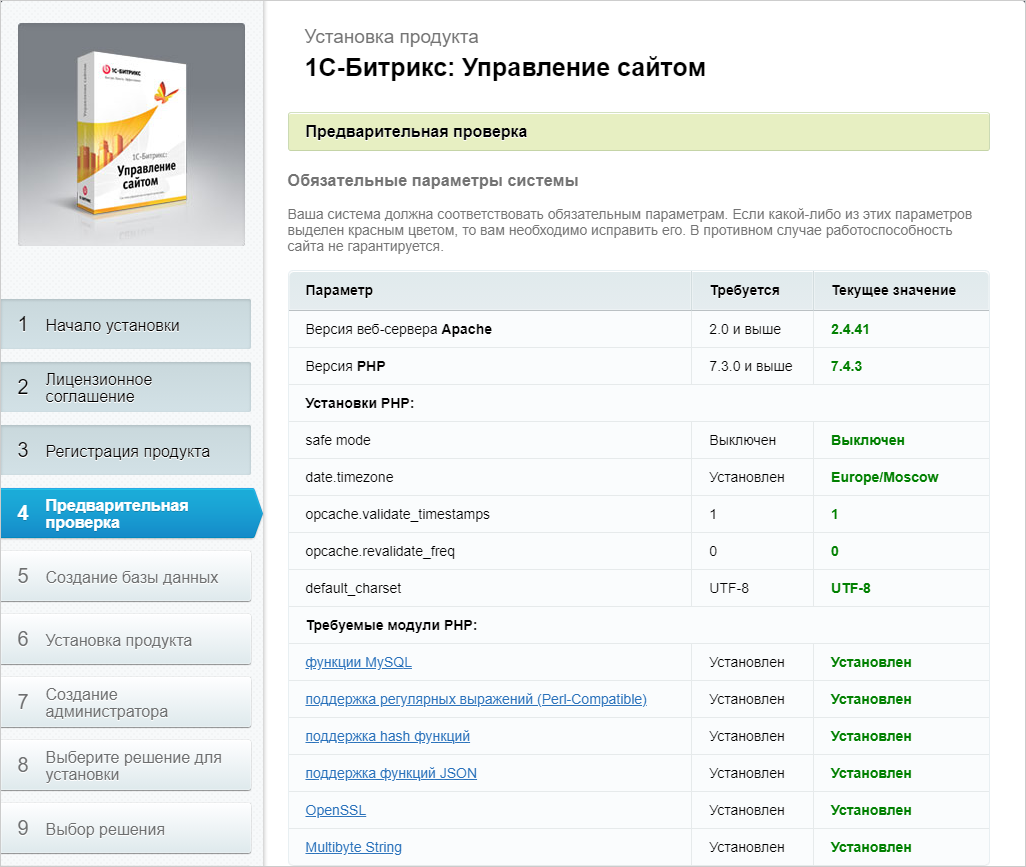 1С-БИТРИКС
1С-Битрикс:
Управление
сайтом
1 Начало установки
2 Лицензионное
соглашение
3 Регистрация продукта
4 Предварительная
проверка
5 Создание базы данных
6 Установка продукта
7 Создание
администратора
8 Выберите решение для
установки
9 Выбор решения
Установка продукта
1С-Битрикс: Управление сайтом
Предварительная проверка
Обязательные параметры системы
Ваша система должна соответствовать обязательным параметрам. Если какой-либо из этих параметров
выделен красным цветом, то вам необходимо исправить его. В противном случае работоспособность
сайта не гарантируется.
Параметр Требуется Текущее значение
Версия веб-сервера Apache 2.0 и выше 2.4.41
Версия PHP 7.3.0 и выше 7.4.3
Установки PHP:
safe mode Выключен Выключен
date.timezone Установлен Europe/Moscow
opcache.validate_timestamps 1 1
opcache.revalidate_freq 0 0
default_charset UTF-8 UTF-8
Требуемые модули PHP:
функции MySQL Установлен Установлен
поддержка регулярных выражений (Perl-Compatible) Установлен Установлен
поддержка hash функций Установлен Установлен
поддержка функций JSON Установлен Установлен
OpenSSL Установлен Установлен
Multibyte String Установлен Установлен